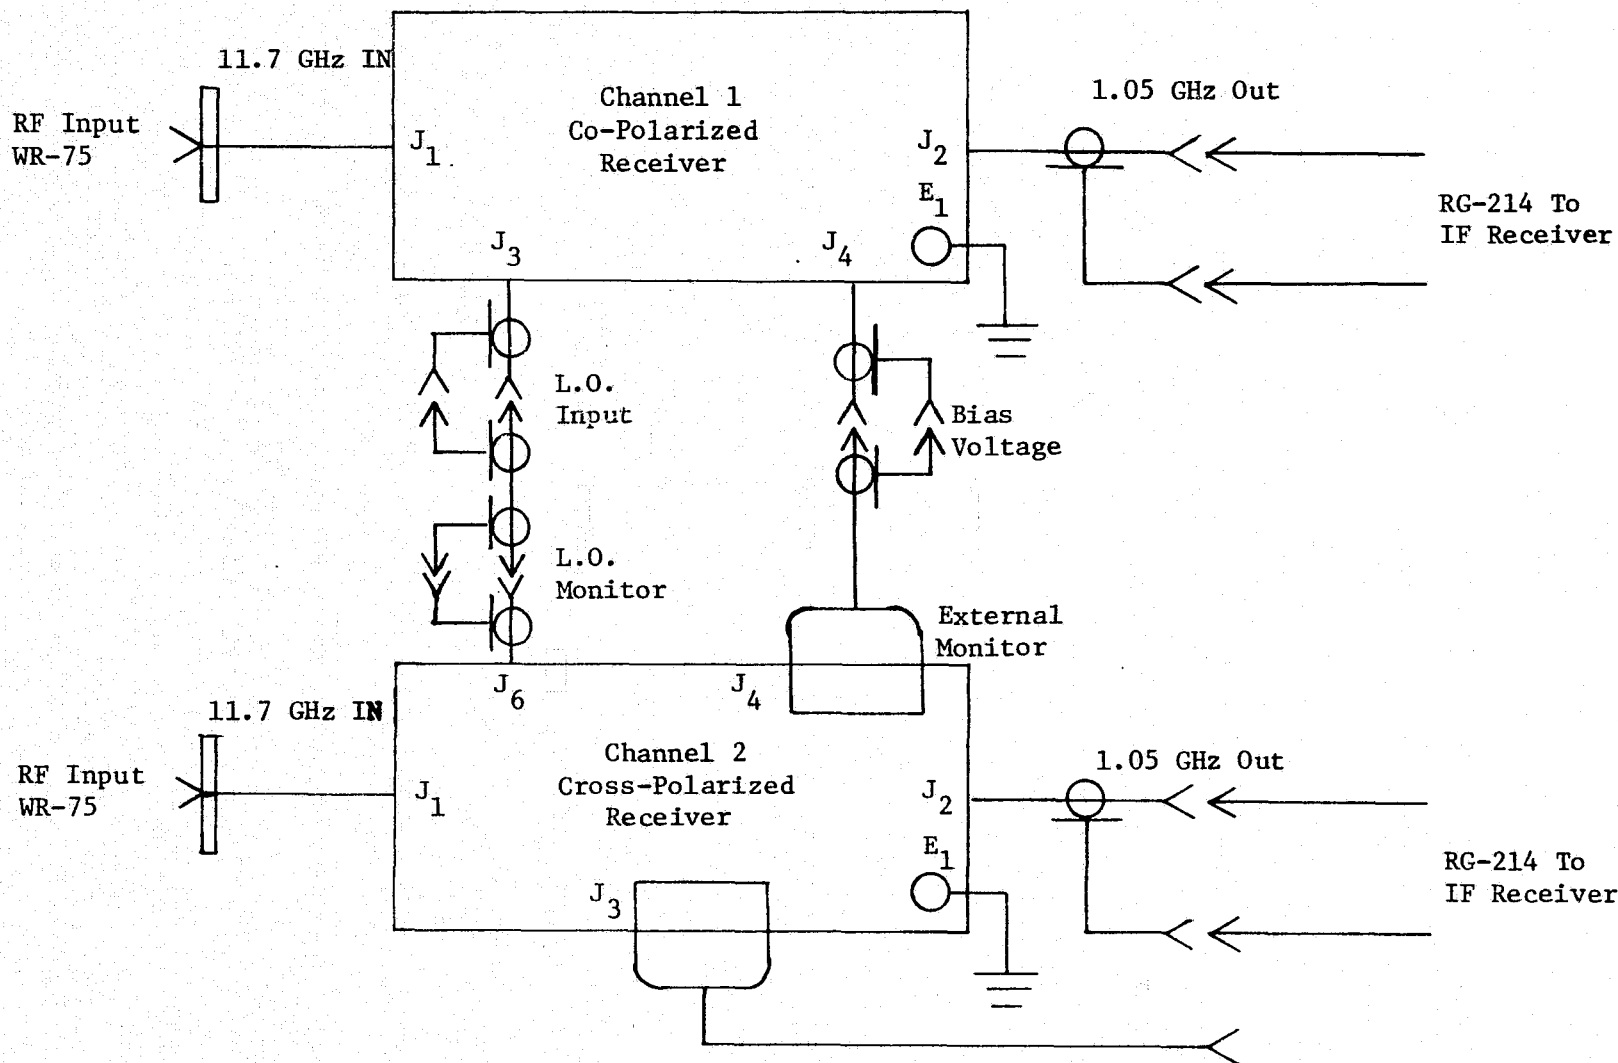 11.7 GHz IN
RF Input
WR-75
J1
Channel 1
Co-Polarized
Receiver
J2
E1
J3
J4
1.05 GHz Out
RG-214 To
IF Receiver
L.O.
Input
Bias
Voltage
L.O.
Monitor
External
Monitor
11.7 GHz IN
RF Input
WR-75
J6
J4
J1
Channel 2
Cross-Polarized
Receiver
J2
E1
J3
1.05 GHz Out
RG-214 To
IF Receiver